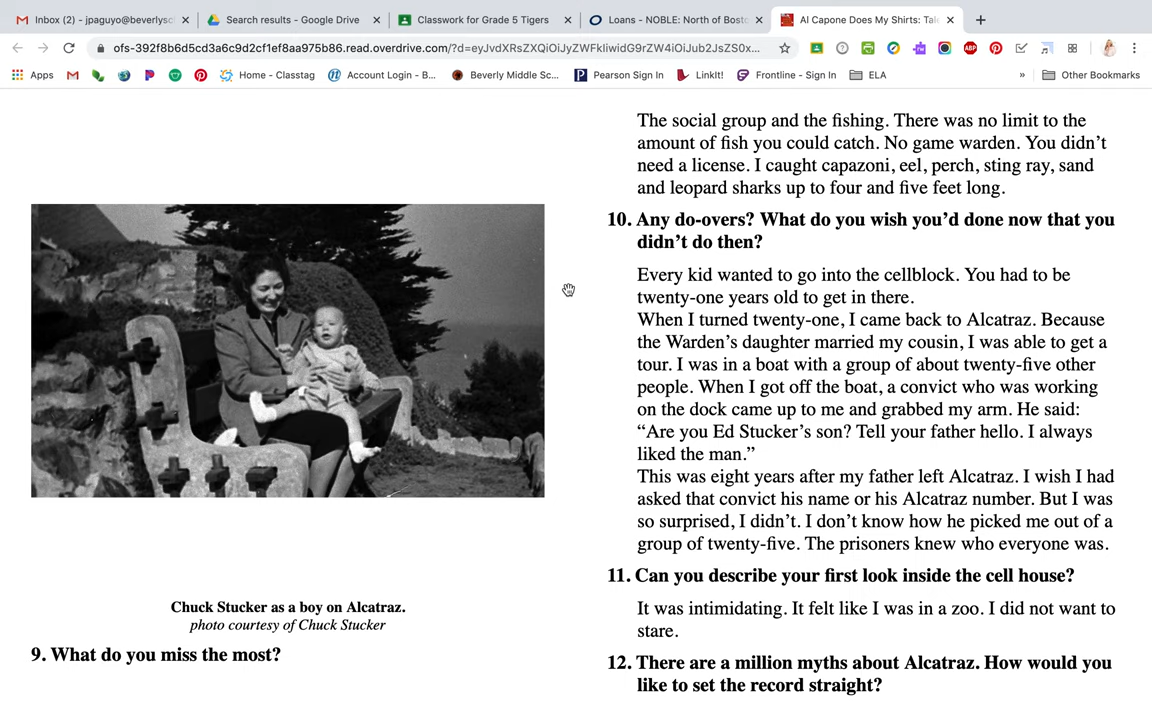 Inbox (2) - jpaguyo@beverlysc
Search results - Google Drive
Classwork for Grade 5 Tigers
Loans - NOBLE: North of Bosto
Al Capone Does My Shirts: Tale
ofs-392f8b6d5cd3a6c9d2cf1ef8aa975b86.read.overdrive.com/?d=eyJvdXRsZXQiOiJyZWFkIiwidG9rZW4iOiJub2JsZS0x...
Apps
Home - Classtag
Account Login - B...
Beverly Middle Sc...
Pearson Sign In
LinkIt!
Frontline - Sign In
ELA
»
Other Bookmarks
Chuck Stucker as a boy on Alcatraz.
photo courtesy of Chuck Stucker
9. What do you miss the most?
The social group and the fishing. There was no limit to the
amount of fish you could catch. No game warden. You didn’t
need a license. I caught capazoni, eel, perch, sting ray, sand
and leopard sharks up to four and five feet long.
10. Any do-overs? What do you wish you’d done now that you
didn’t do then?
Every kid wanted to go into the cellblock. You had to be
twenty-one years old to get in there.
When I turned twenty-one, I came back to Alcatraz. Because
the Warden’s daughter married my cousin, I was able to get a
tour. I was in a boat with a group of about twenty-five other
people. When I got off the boat, a convict who was working
on the dock came up to me and grabbed my arm. He said:
“Are you Ed Stucker’s son? Tell your father hello. I always
liked the man.”
This was eight years after my father left Alcatraz. I wish I had
asked that convict his name or his Alcatraz number. But I was
so surprised, I didn’t. I don’t know how he picked me out of a
group of twenty-five. The prisoners knew who everyone was.
11. Can you describe your first look inside the cell house?
It was intimidating. It felt like I was in a zoo. I did not want to
stare.
12. There are a million myths about Alcatraz. How would you
like to set the record straight?